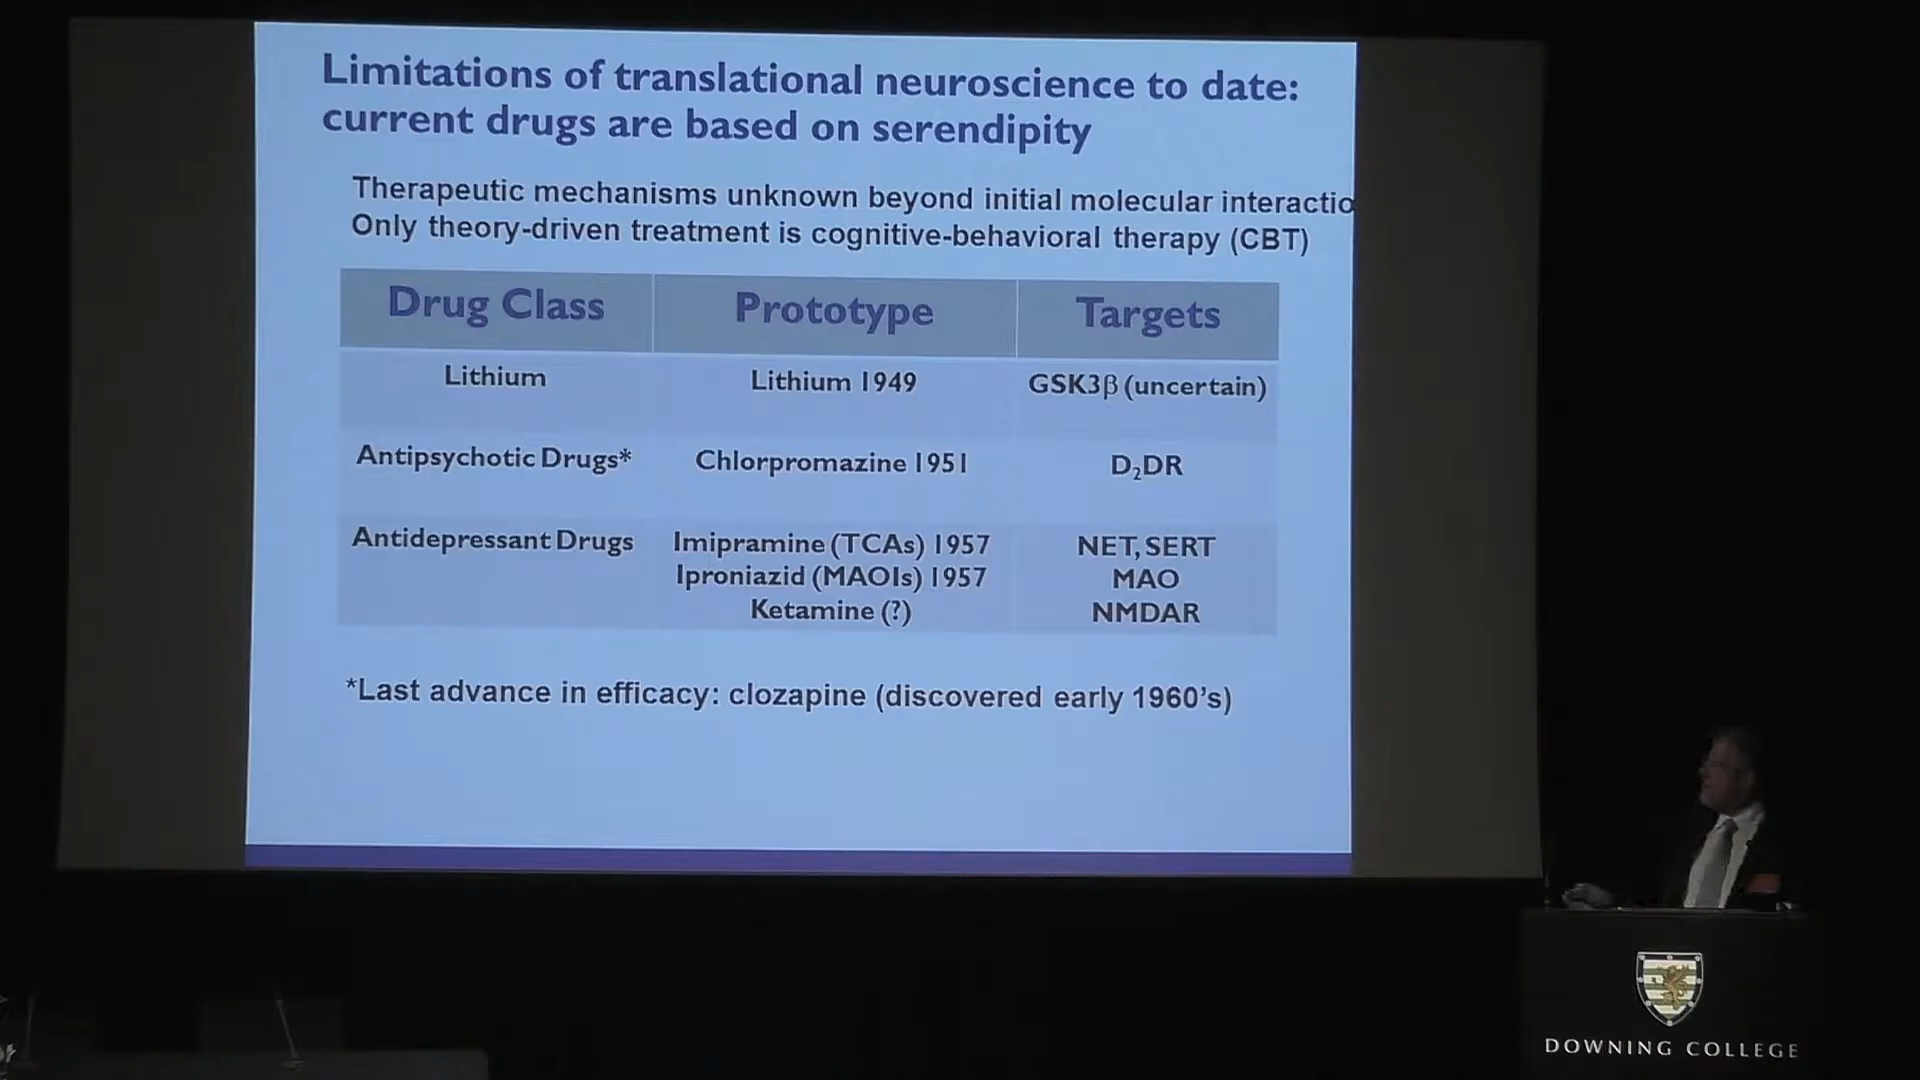 Limitations of translational neuroscience to date:
current drugs are based on serendipity
Therapeutic mechanisms unknown beyond initial molecular interactio
Only theory-driven treatment is cognitive-behavioral therapy (CBT)
Drug Class Prototype Targets
Lithium Lithium 1949 GSK3β (uncertain)
Antipsychotic Drugs* Chlorpromazine 1951 D₂DR
Antidepressant Drugs Imipramine (TCAs) 1957 NET, SERT
Iproniazid (MAOIs) 1957 MAO
Ketamine (?) NMDAR
*Last advance in efficacy: clozapine (discovered early 1960's)
DOWNING COLLEGE